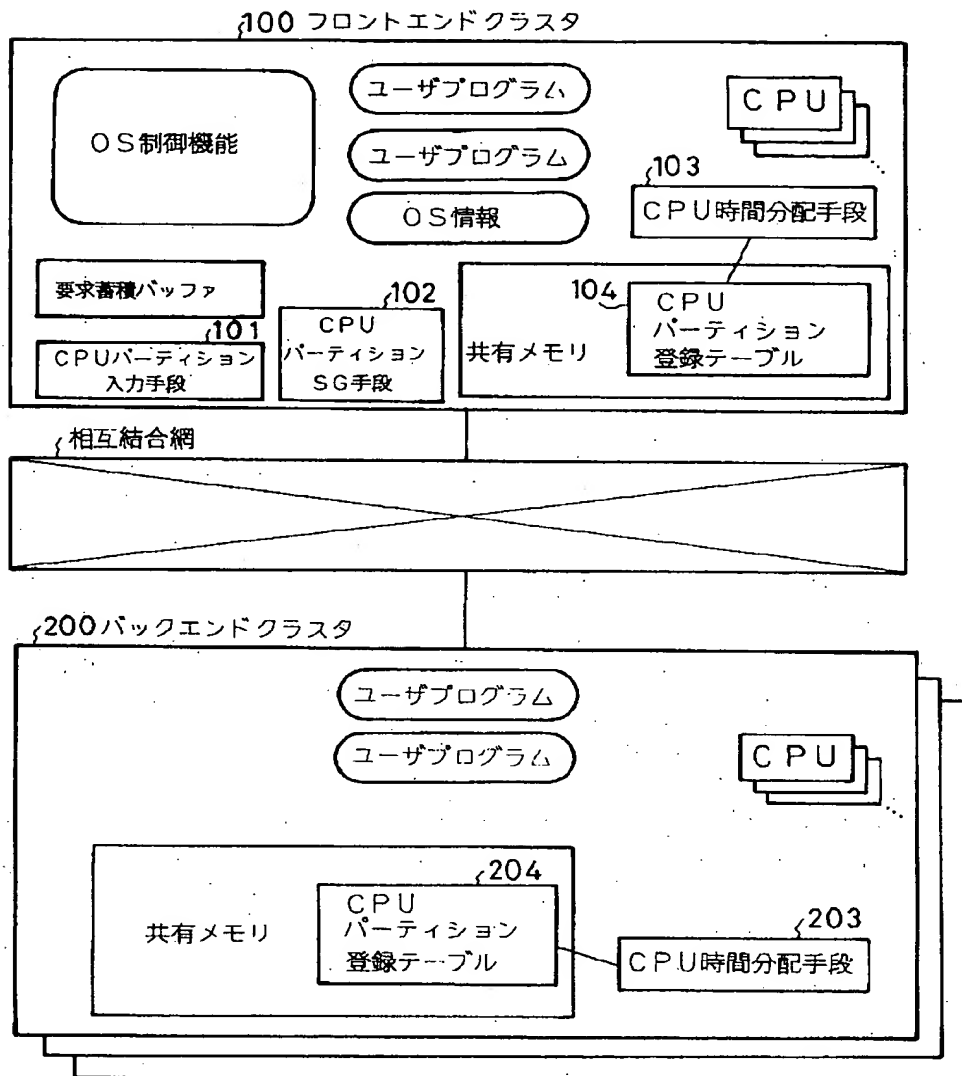 100 フロントエンドクラスタ
OS制御機能
ユーザプログラム
ユーザプログラム
OS情報
CPU
103
CPU時間分配手段
要求蓄積バッファ
101
CPUパーティション
入力手段
102
CPU
パーティション
SG手段
共有メモリ
104
CPU
パーティション
登録テーブル
相互結合網
200 バックエンドクラスタ
ユーザプログラム
ユーザプログラム
CPU
共有メモリ
204
CPU
パーティション
登録テーブル
203
CPU時間分配手段